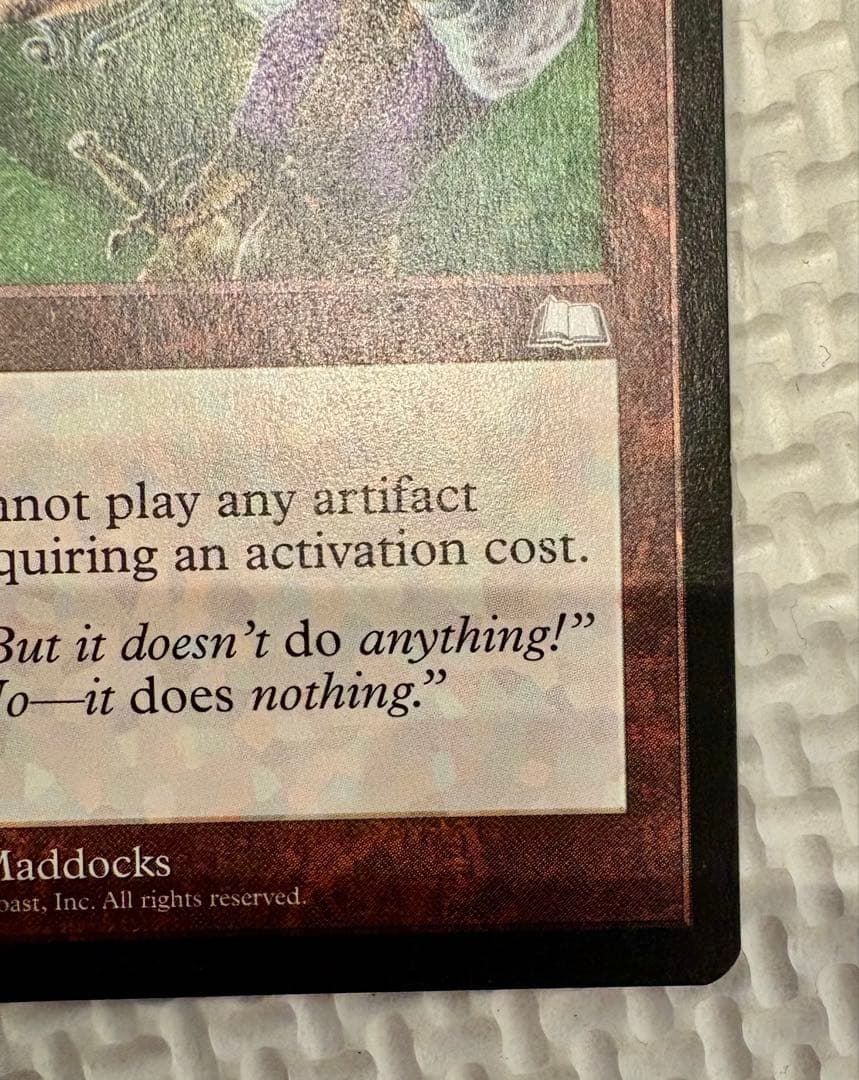 nnot play any artifact
quiring an activation cost.
But it doesn't do anything!”
No—it does nothing.”
Maddocks
oast, Inc. All rights reserved.